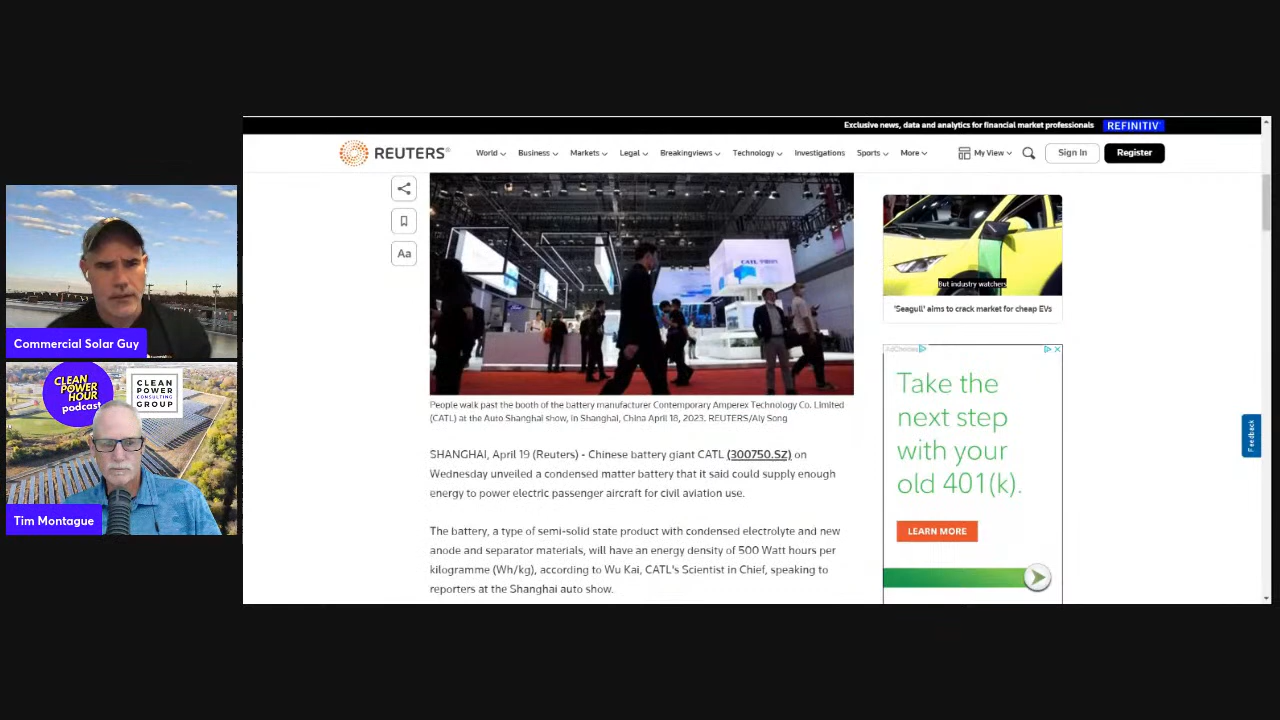 Exclusive news, data and analytics for financial market professionals REFINITIV
REUTERS®
World Business Markets Legal Breakingviews Technology Investigations Sports More
My View Sign In Register
Aa
CATL
But industry watchers
'Seagull' aims to crack market for cheap EVs
AdChoices
Take the
next step
with your
old 401(k).
LEARN MORE
Feedback
People walk past the booth of the battery manufacturer Contemporary Amperex Technology Co. Limited
(CATL) at the Auto Shanghai show, in Shanghai, China April 18, 2023. REUTERS/Aly Song
SHANGHAI, April 19 (Reuters) - Chinese battery giant CATL (300750.SZ) on
Wednesday unveiled a condensed matter battery that it said could supply enough
energy to power electric passenger aircraft for civil aviation use.
The battery, a type of semi-solid state product with condensed electrolyte and new
anode and separator materials, will have an energy density of 500 Watt hours per
kilogramme (Wh/kg), according to Wu Kai, CATL's Scientist in Chief, speaking to
reporters at the Shanghai auto show.
Commercial Solar Guy
CLEAN
POWER
HOUR
podcast
CLEAN
POWER
CONSULTING
GROUP
Tim Montague